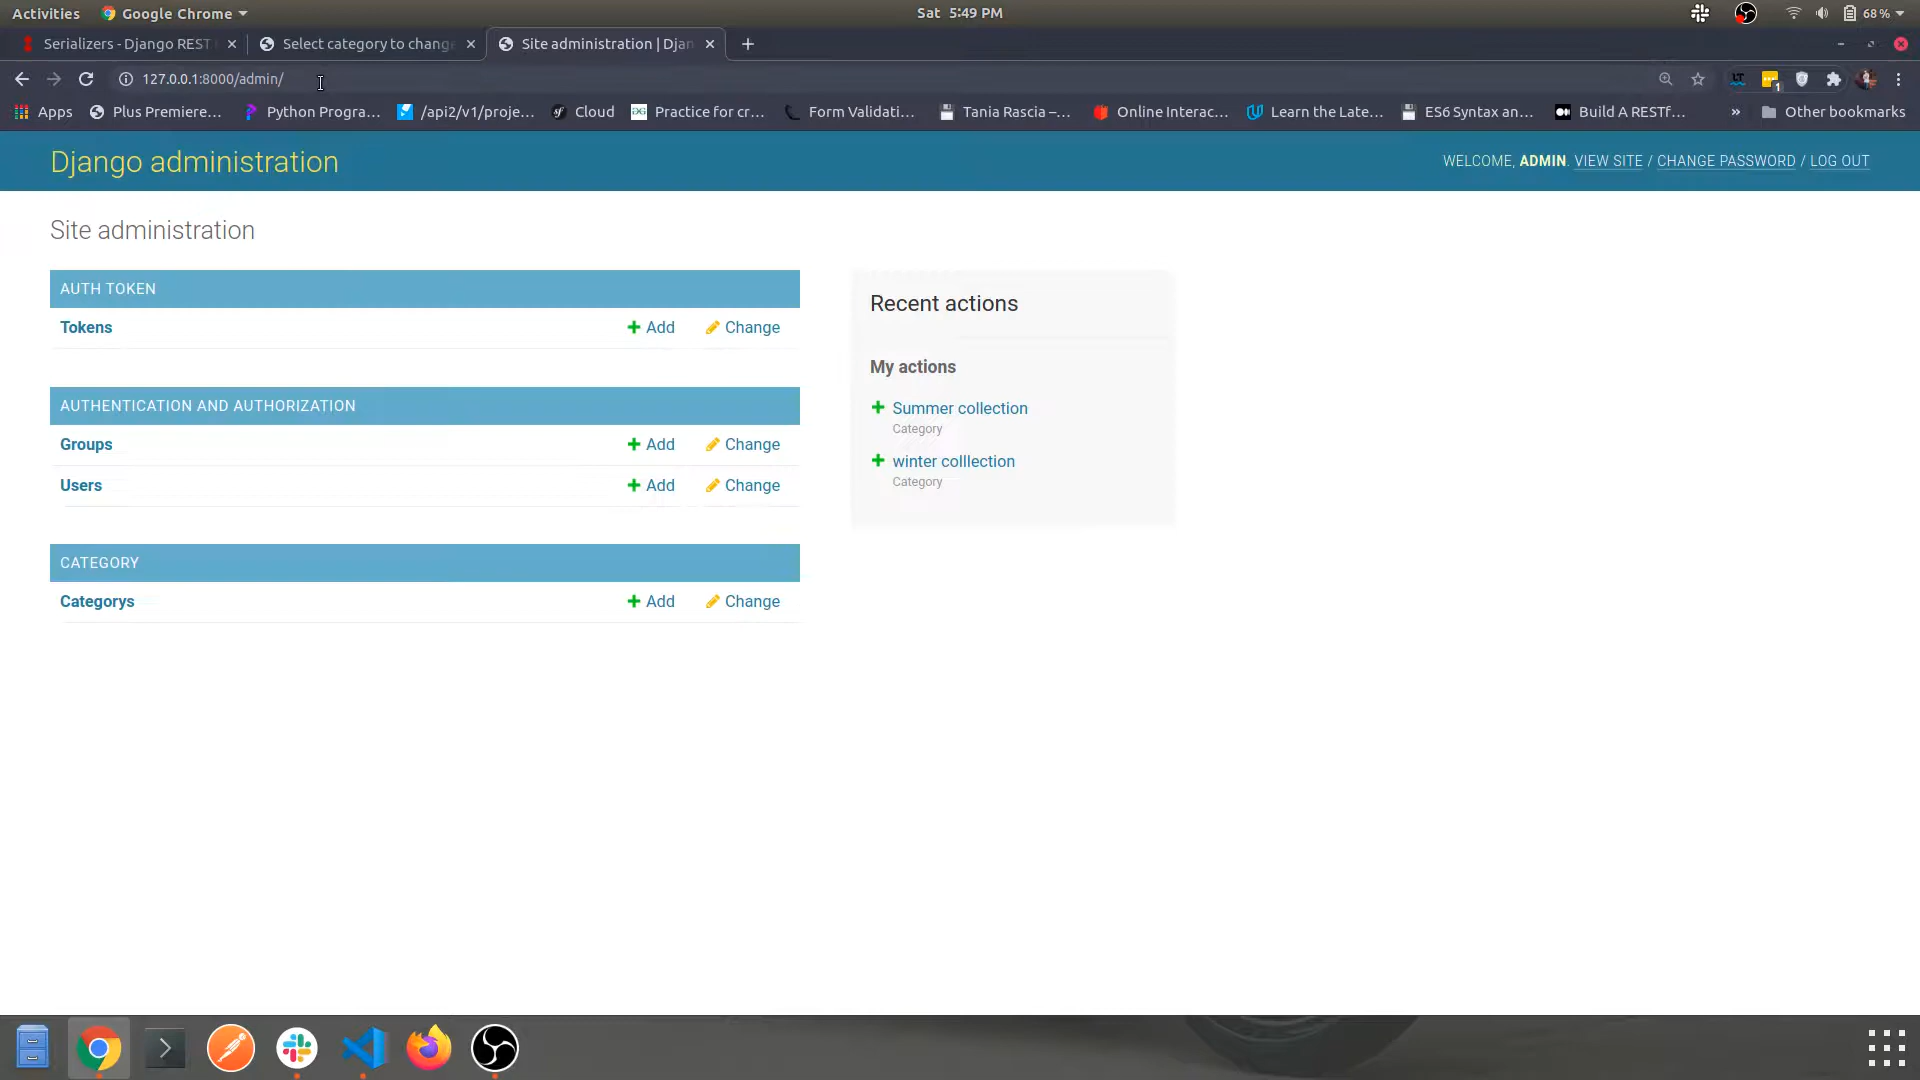 Activities Google Chrome Sat 5:49 PM 68 %
Serializers - Django REST Select category to change Site administration | Djan
127.0.0.1:8000/admin/
Apps Plus Premiere... Python Progra... /api2/v1/proje... Cloud Practice for cr... Form Validati... Tania Rascia –... Online Interac... Learn the Late... ES6 Syntax an... Build A RESTf... » Other bookmarks
Django administration WELCOME, ADMIN. VIEW SITE / CHANGE PASSWORD / LOG OUT
Site administration
AUTH TOKEN
Tokens Add Change
AUTHENTICATION AND AUTHORIZATION
Groups Add Change
Users Add Change
CATEGORY
Categorys Add Change
Recent actions
My actions
Summer collection
Category
winter colllection
Category